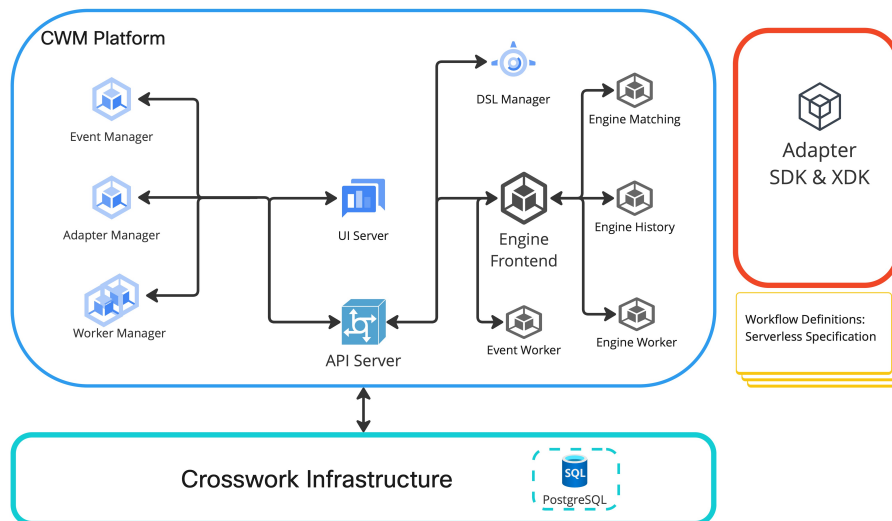 CWM Platform
Event Manager
Adapter Manager
Worker Manager
UI Server
API Server
DSL Manager
Engine
Frontend
Event Worker
Engine Matching
Engine History
Engine Worker
Adapter
SDK & XDK
Workflow Definitions:
Serverless Specification
Crosswork Infrastructure
SQL
PostgreSQL